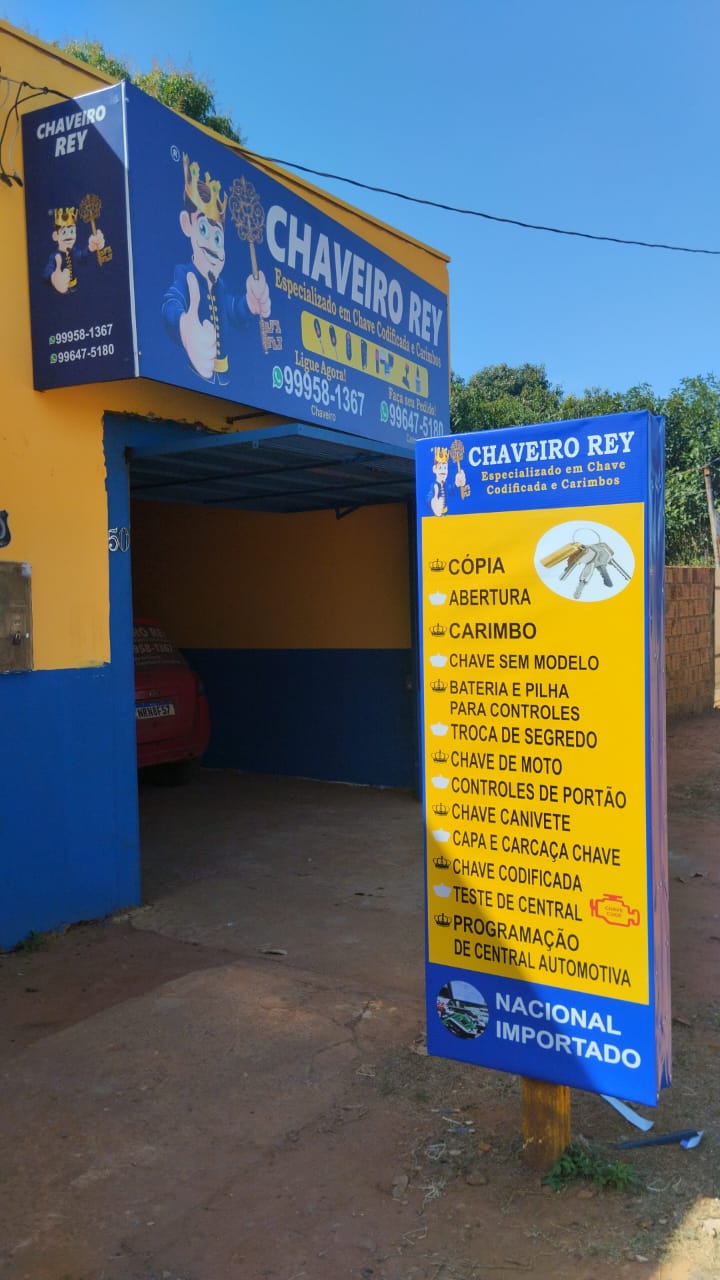 CHAVEIRO
REY
99958-1367
99647-5180
®
CHAVEIRO REY
Especializado em Chave Codificada e Carimbos
Ligue Agora!
99958-1367
Chaveiro
Faça seu Pedido!
99647-5180
50
958-1367
CHAVEIRO REY
Especializado em Chave
Codificada e Carimbos
CÓPIA
ABERTURA
CARIMBO
CHAVE SEM MODELO
BATERIA E PILHA
PARA CONTROLES
TROCA DE SEGREDO
CHAVE DE MOTO
CONTROLES DE PORTÃO
CHAVE CANIVETE
CAPA E CARCAÇA CHAVE
CHAVE CODIFICADA
TESTE DE CENTRAL
PROGRAMAÇÃO
DE CENTRAL AUTOMOTIVA
NACIONAL
IMPORTADO